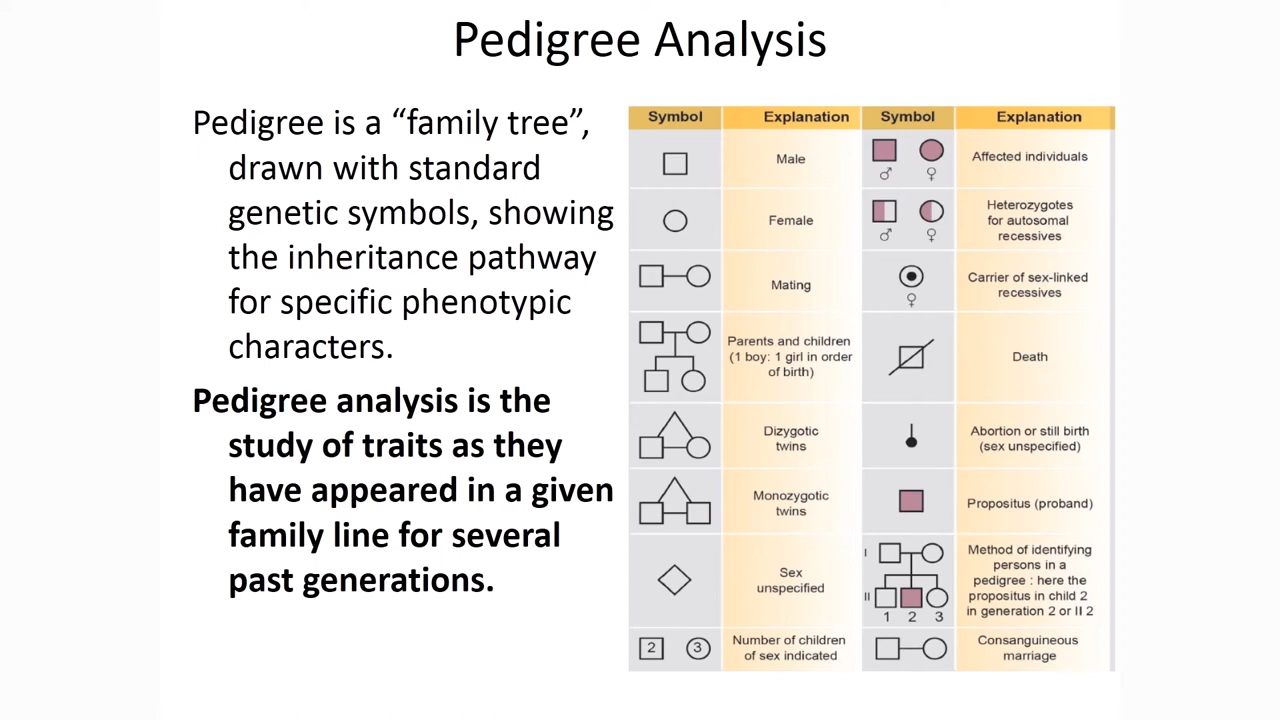 Pedigree Analysis
Pedigree is a “family tree”,
drawn with standard
genetic symbols, showing
the inheritance pathway
for specific phenotypic
characters.
Pedigree analysis is the
study of traits as they
have appeared in a given
family line for several
past generations.
Symbol Explanation Symbol Explanation
Male
♂ ♀
Affected individuals
Female
♂ ♀
Heterozygotes
for autosomal
recessives
Mating
♀
Carrier of sex-linked
recessives
Parents and children
(1 boy: 1 girl in order
of birth)
Death
Dizygotic
twins
Abortion or still birth
(sex unspecified)
Monozygotic
twins
Propositus (proband)
Sex
unspecified
I
II
1 2 3
Method of identifying
persons in a
pedigree : here the
propositus in child 2
in generation 2 or II 2
2 3
Number of children
of sex indicated
Consanguineous
marriage